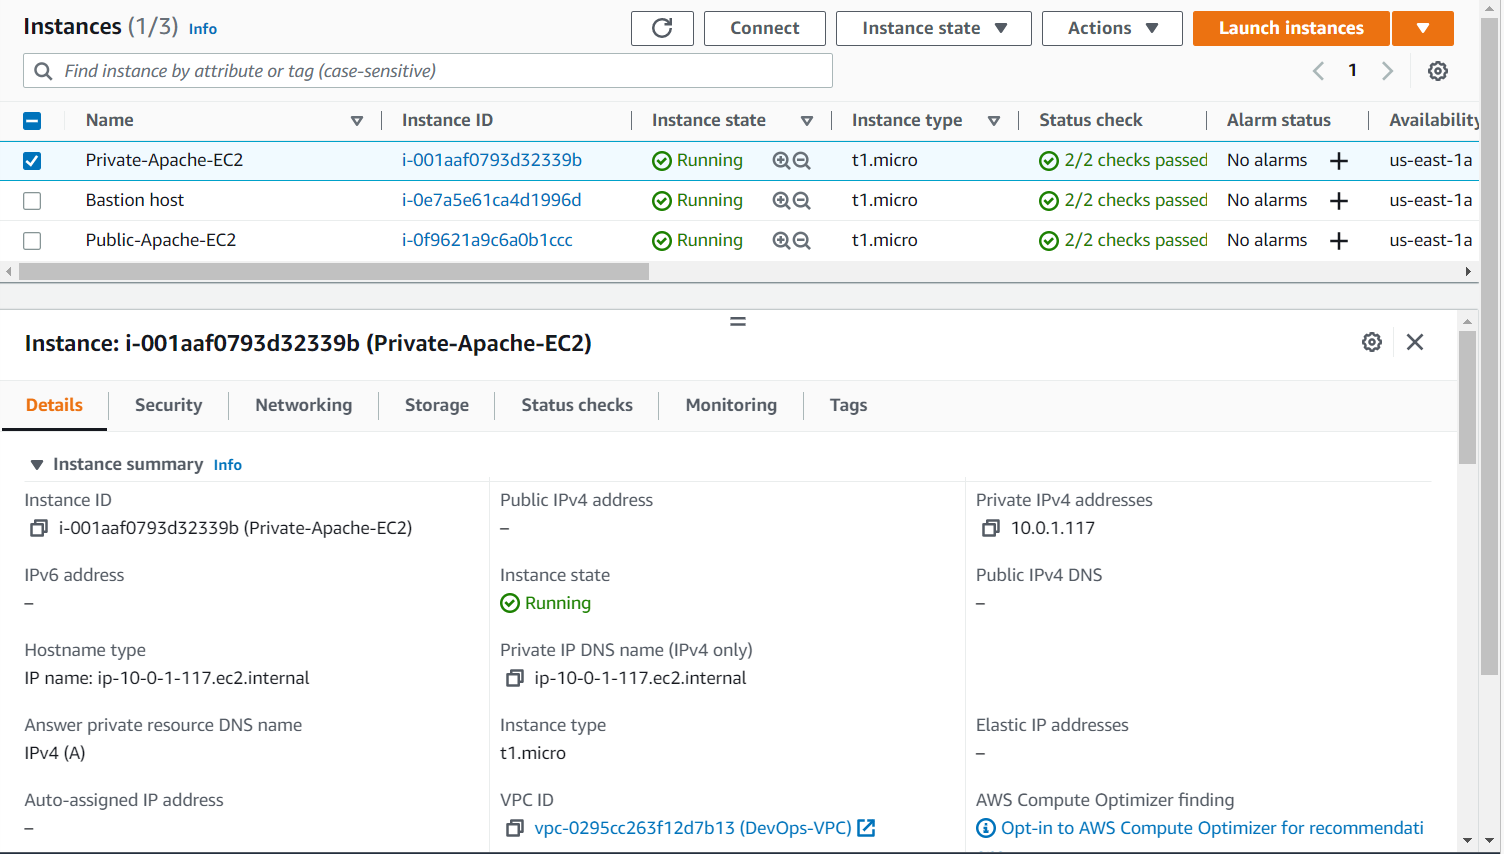 Instances (1/3) Info Connect Instance state Actions Launch instances
Find instance by attribute or tag (case-sensitive) 1
Name Instance ID Instance state Instance type Status check Alarm status Availability
Private-Apache-EC2 i-001aaf0793d32339b Running t1.micro 2/2 checks passed No alarms + us-east-1a
Bastion host i-0e7a5e61ca4d1996d Running t1.micro 2/2 checks passed No alarms + us-east-1a
Public-Apache-EC2 i-0f9621a9c6a0b1ccc Running t1.micro 2/2 checks passed No alarms + us-east-1a
Instance: i-001aaf0793d32339b (Private-Apache-EC2)
Details Security Networking Storage Status checks Monitoring Tags
Instance summary Info
Instance ID Public IPv4 address Private IPv4 addresses
i-001aaf0793d32339b (Private-Apache-EC2) – 10.0.1.117
IPv6 address Instance state Public IPv4 DNS
– Running –
Hostname type Private IP DNS name (IPv4 only)
IP name: ip-10-0-1-117.ec2.internal ip-10-0-1-117.ec2.internal
Answer private resource DNS name Instance type Elastic IP addresses
IPv4 (A) t1.micro –
Auto-assigned IP address VPC ID AWS Compute Optimizer finding
– vpc-0295cc263f12d7b13 (DevOps-VPC) Opt-in to AWS Compute Optimizer for recommendati